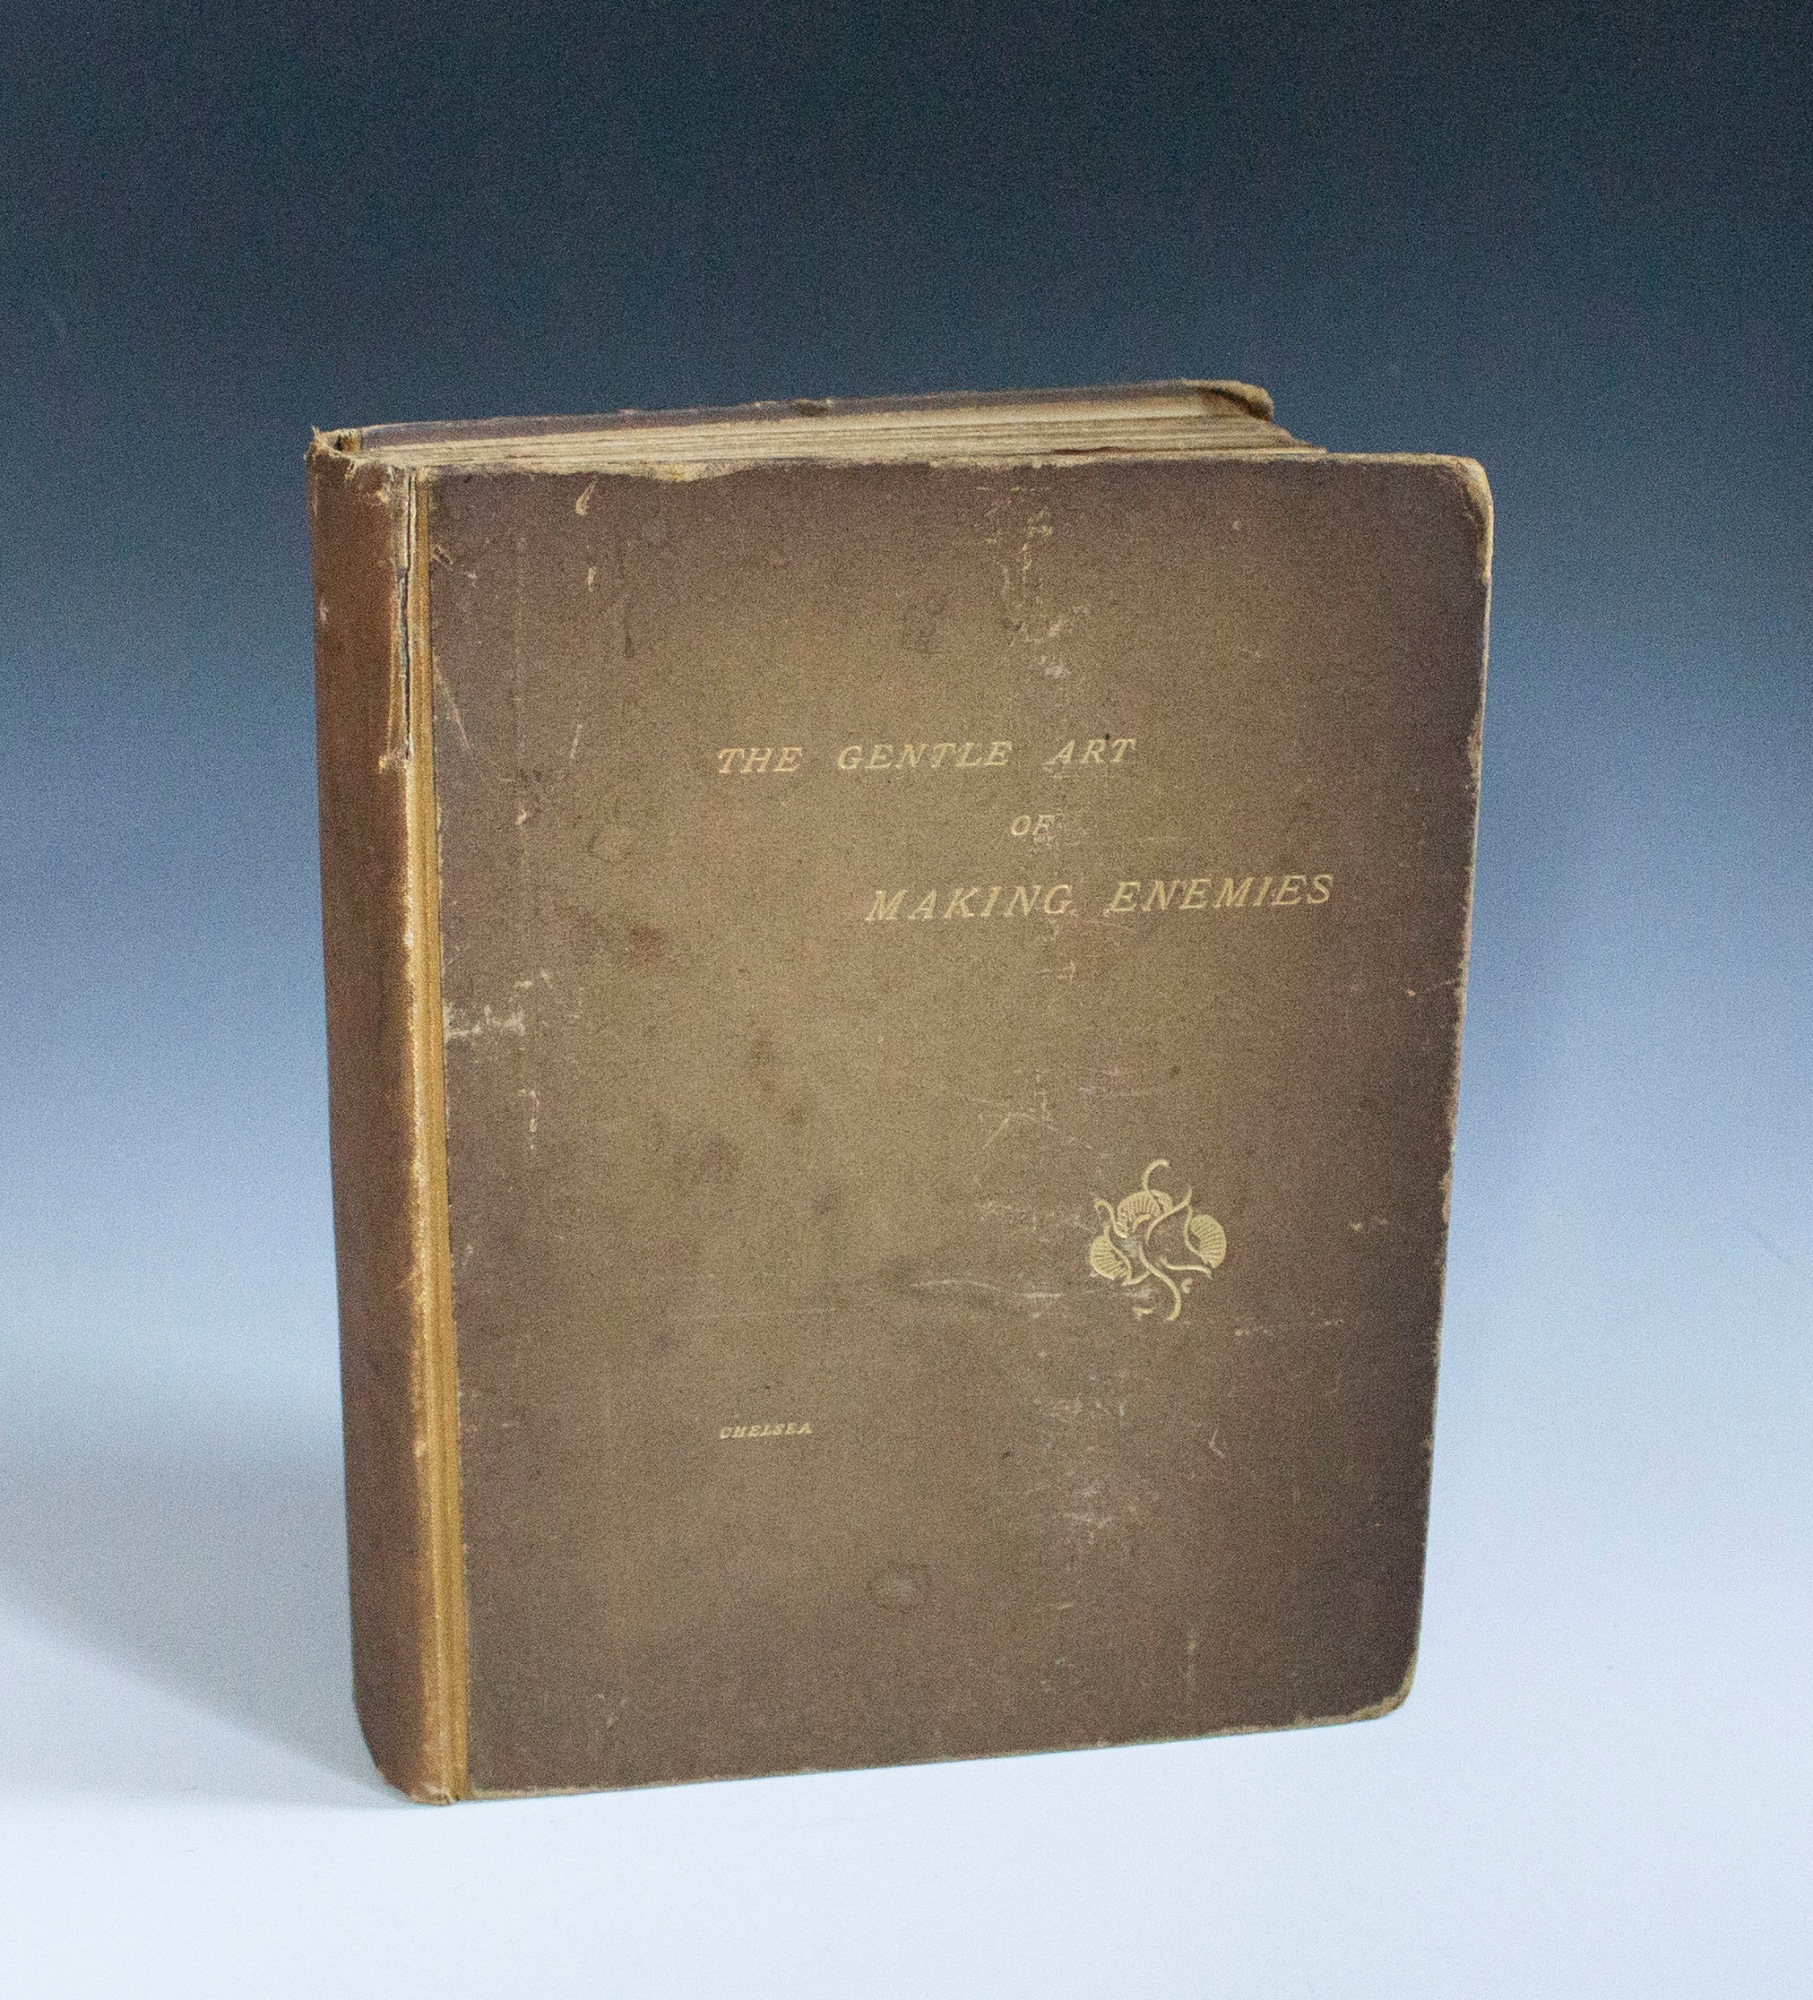 THE GENTLE ART
OF
MAKING ENEMIES
CHELSEA